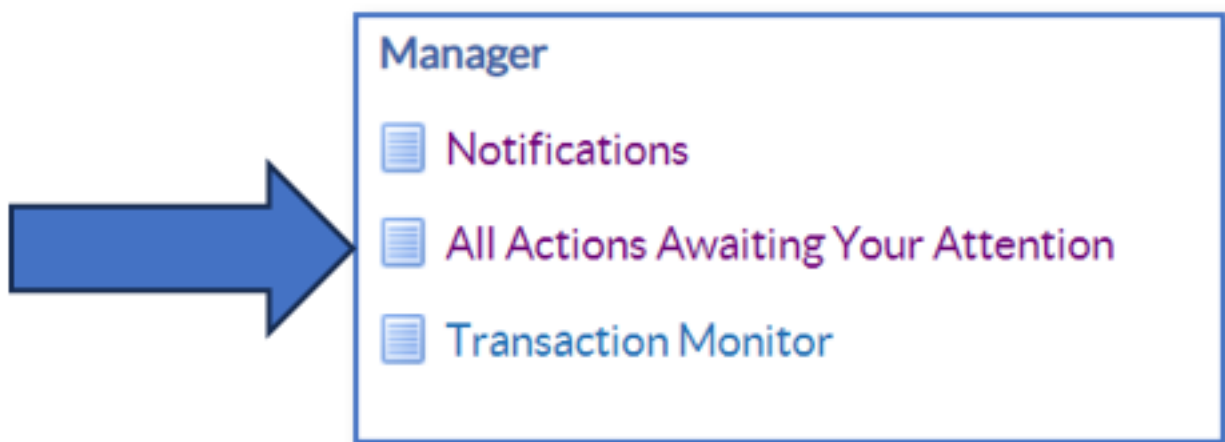 Manager
Notifications
All Actions Awaiting Your Attention
Transaction Monitor